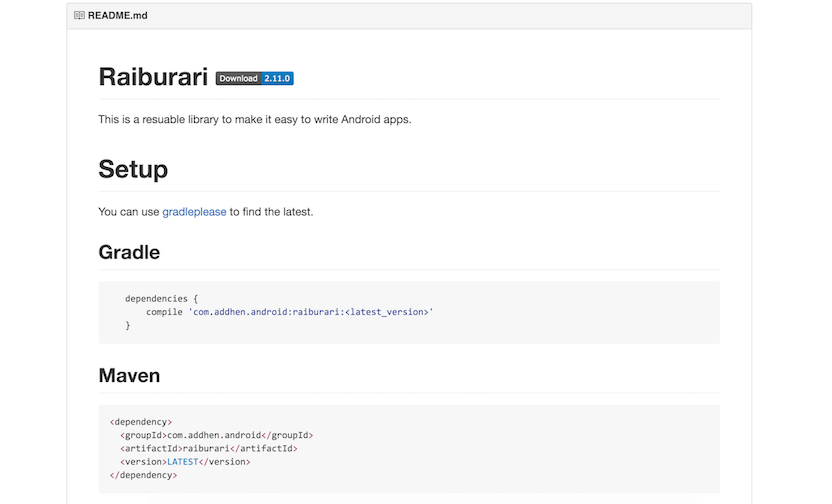 README.md
Raiburari Download 2.11.0
This is a resuable library to make it easy to write Android apps.
Setup
You can use gradleplease to find the latest.
Gradle
dependencies {
compile 'com.addhen.android:raiburari:<latest_version>'
}
Maven
<dependency>
<groupId>com.addhen.android</groupId>
<artifactId>raiburari</artifactId>
<version>LATEST</version>
</dependency>